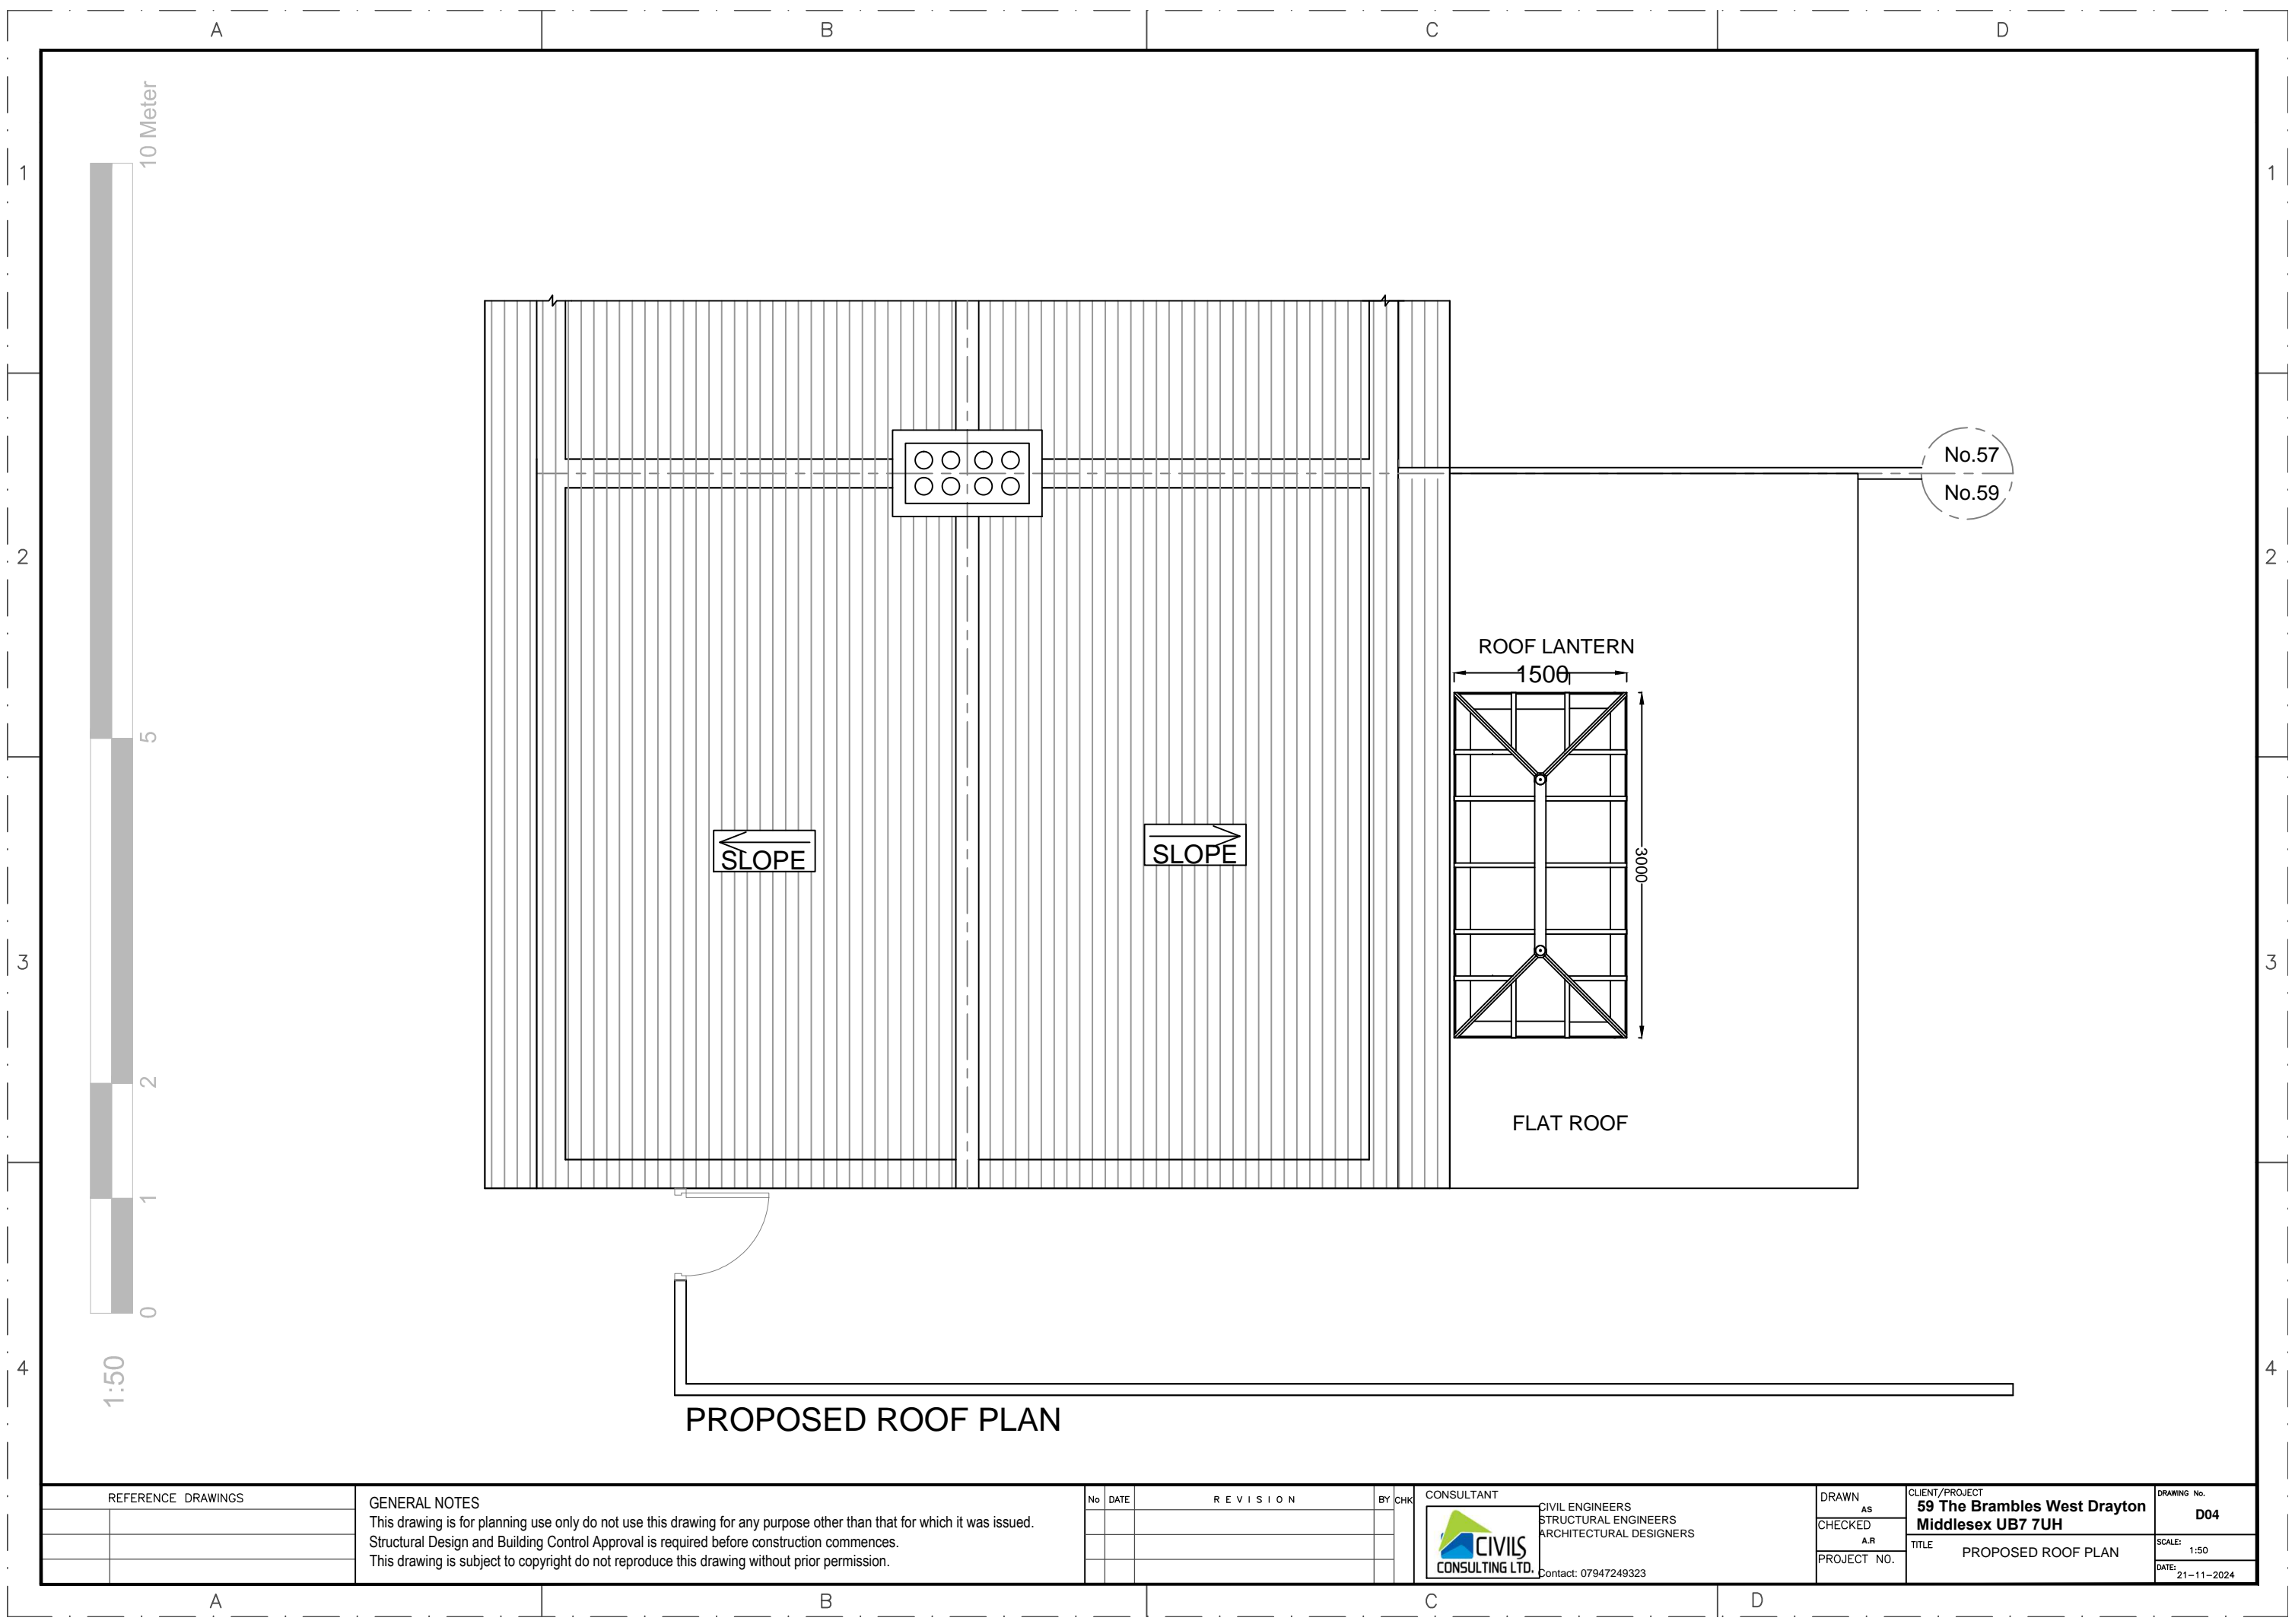 A
B
C
D
1
1
10 Meter
No.57
No.59
2
2
ROOF LANTERN
1500
5
SLOPE
SLOPE
3000
3
3
2
FLAT ROOF
1
0
1:50
4
4
PROPOSED ROOF PLAN
REFERENCE DRAWINGS
GENERAL NOTES
This drawing is for planning use only do not use this drawing for any purpose other than that for which it was issued.
Structural Design and Building Control Approval is required before construction commences.
This drawing is subject to copyright do not reproduce this drawing without prior permission.
No DATE REVISION BY CHK
CONSULTANT
CIVILS
CONSULTING LTD.
CIVIL ENGINEERS
STRUCTURAL ENGINEERS
ARCHITECTURAL DESIGNERS
Contact: 07947249323
DRAWN
AS
CHECKED
A.R
PROJECT NO.
CLIENT/PROJECT
59 The Brambles West Drayton
Middlesex UB7 7UH
TITLE
PROPOSED ROOF PLAN
DRAWING No.
D04
SCALE:
1:50
DATE:
21-11-2024
A
B
C
D